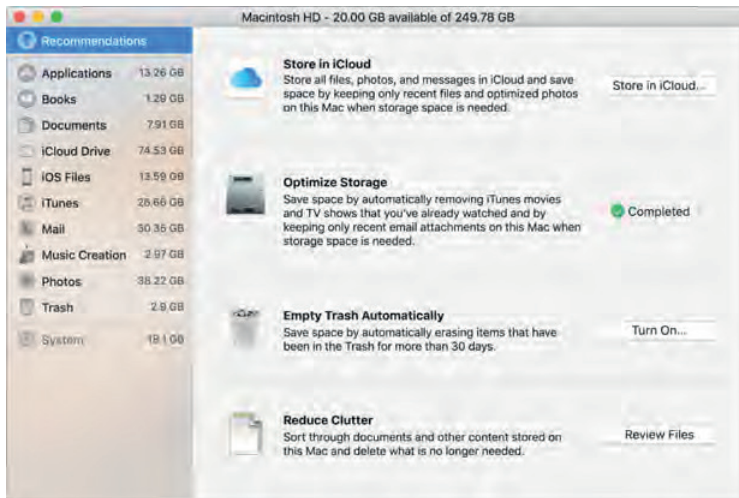 Macintosh HD - 20.00 GB available of 249.78 GB
Recommendations
Applications 13.26 GB
Books 1.29 GB
Documents 7.91 GB
iCloud Drive 74.53 GB
iOS Files 13.59 GB
iTunes 26.66 GB
Mail 30.35 GB
Music Creation 2.97 GB
Photos 38.22 GB
Trash 2.9 GB
System 19.1 GB
Store in iCloud
Store all files, photos, and messages in iCloud and save
space by keeping only recent files and optimized photos
on this Mac when storage space is needed.
Store in iCloud...
Optimize Storage
Save space by automatically removing iTunes movies
and TV shows that you've already watched and by
keeping only recent email attachments on this Mac when
storage space is needed.
Completed
Empty Trash Automatically
Save space by automatically erasing items that have
been in the Trash for more than 30 days.
Turn On...
Reduce Clutter
Sort through documents and other content stored on
this Mac and delete what is no longer needed.
Review Files